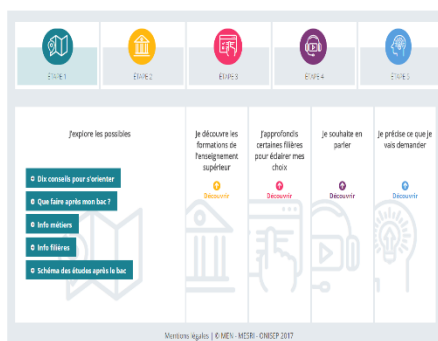 ÉTAPE 1
ÉTAPE 2
ÉTAPE 3
ÉTAPE 4
ÉTAPE 5
J'explore les possibles
Dix conseils pour s'orienter
Que faire après mon bac ?
Info métiers
Info filières
Schéma des études après le bac
Je découvre les
formations de
l'enseignement
supérieur
Découvrir
J'approfondis
certaines filières
pour éclairer mes
choix
Découvrir
Je souhaite en
parler
Découvrir
Je précise ce que je
vais demander
Découvrir
Mentions légales | © MEN - MESRI - ONISEP 2017